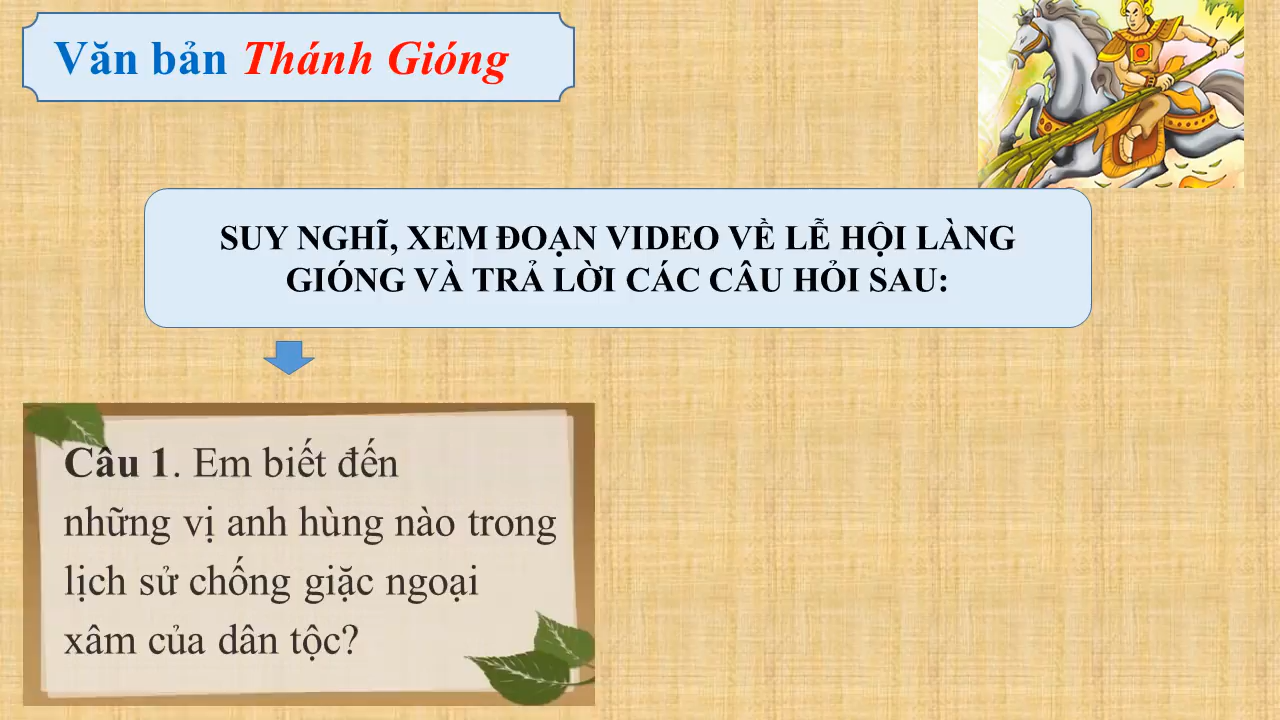 Văn bản Thánh Gióng
SUY NGHĨ, XEM ĐOẠN VIDEO VỀ LỄ HỘI LÀNG
GIÓNG VÀ TRẢ LỜI CÁC CÂU HỎI SAU:
Câu 1. Em biết đến
những vị anh hùng nào trong
lịch sử chống giặc ngoại
xâm của dân tộc?